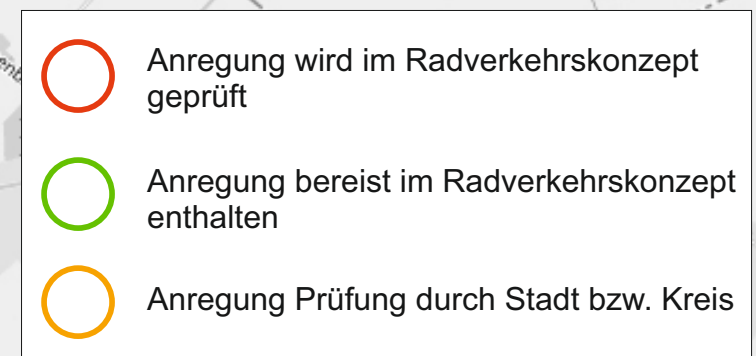 Anregung wird im Radverkehrskonzept
geprüft
Anregung bereist im Radverkehrskonzept
enthalten
Anregung Prüfung durch Stadt bzw. Kreis